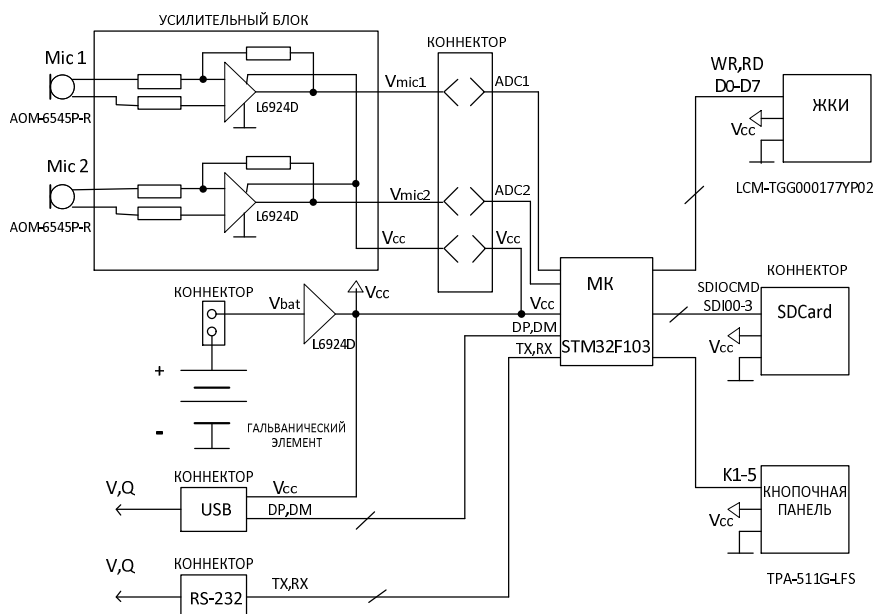 УСИЛИТЕЛЬНЫЙ БЛОК
Mic 1
AOM-6545P-R
L6924D
Mic 2
AOM-6545P-R
L6924D
Vmic1
Vmic2
Vcc
КОННЕКТОР
ADC1
ADC2
Vcc
WR,RD
D0-D7
Vcc
ЖКИ
LCM-TGG000177YP02
КОННЕКТОР
Vbat
L6924D
Vcc
Vcc
DP,DM
TX,RX
МК
STM32F103
SDIOCMD
SDI00-3
Vcc
КОННЕКТОР
SDCard
+
-
ГАЛЬВАНИЧЕСКИЙ
ЭЛЕМЕНТ
V,Q
КОННЕКТОР
USB
Vcc
DP,DM
K1-5
Vcc
КНОПОЧНАЯ
ПАНЕЛЬ
TPA-511G-LFS
V,Q
КОННЕКТОР
RS-232
TX,RX